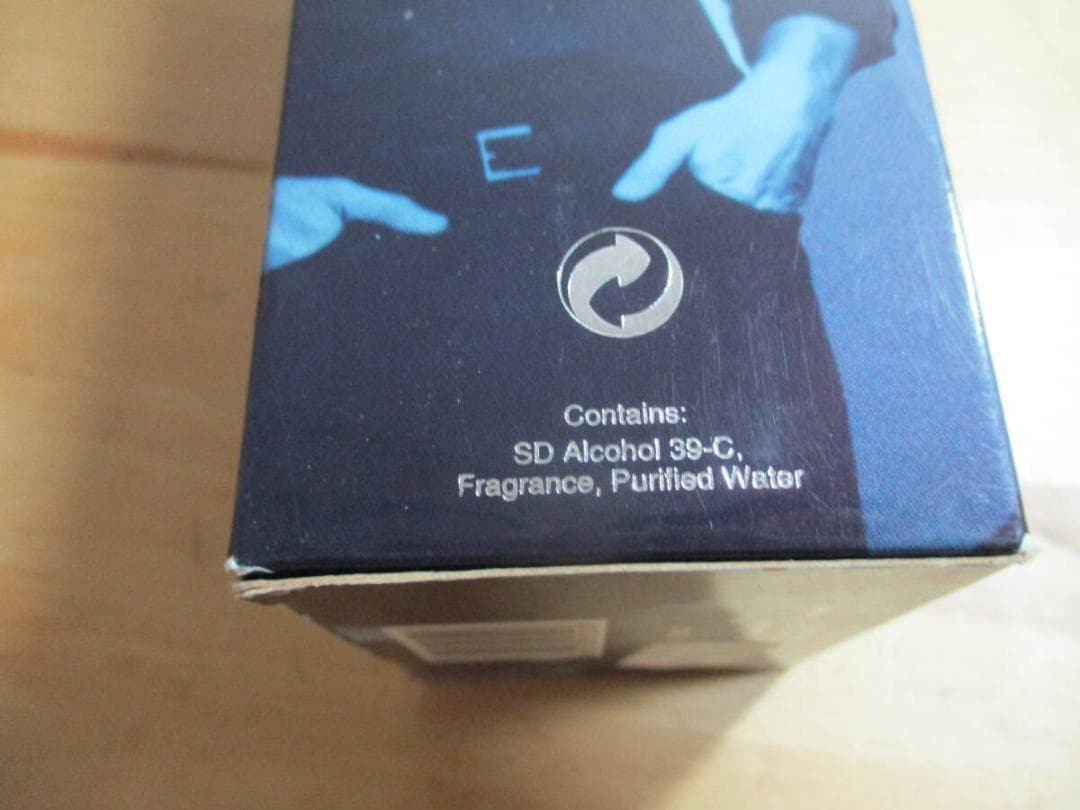 Contains:
SD Alcohol 39-C,
Fragrance, Purified Water